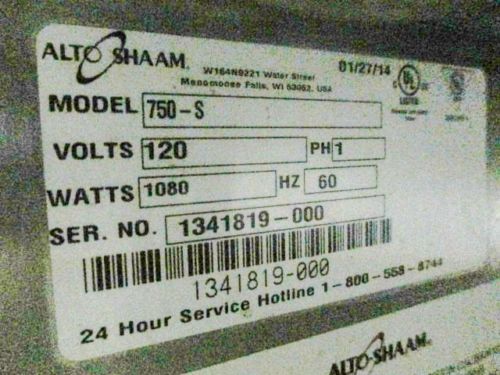 ALTO-SHAAM
W164N9221 Water Street
Menomonee Falls, WI 53052, USA
01/27/14
UL
LISTED
MODEL 750-S
VOLTS 120 PH 1
WATTS 1080 HZ 60
SER. NO. 1341819-000
1341819-000
24 Hour Service Hotline 1-800-558-8744
ALTO-SHAAM